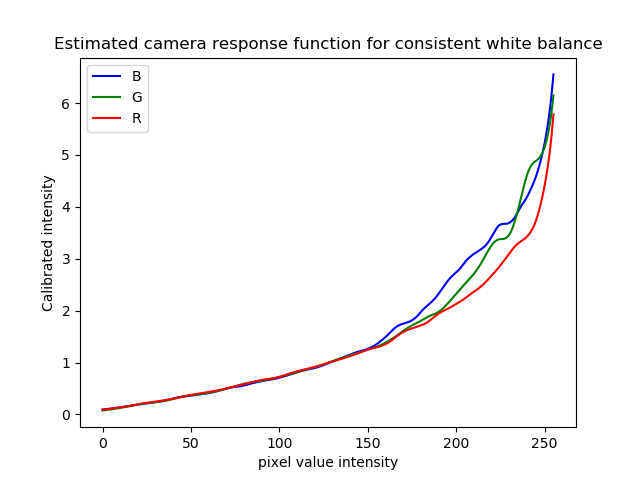 Estimated camera response function for consistent white balance
B
G
R
Calibrated intensity
6
5
4
3
2
1
0
0 50 100 150 200 250
pixel value intensity